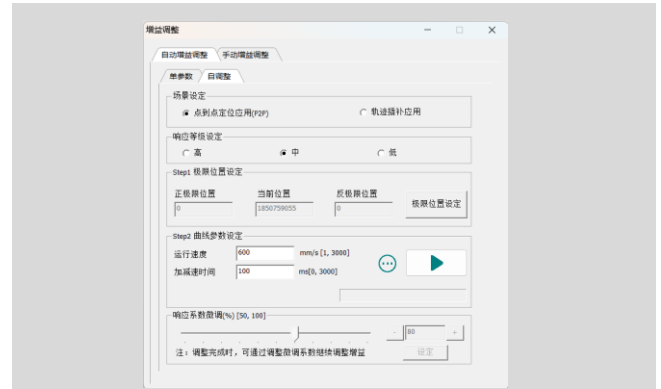 增益调整
自动增益调整 手动增益调整
单参数 自调整
场景设定
点到点定位应用(P2P) 轨迹插补应用
响应等级设定
高 中 低
Step1 极限位置设定
正极限位置 当前位置 反极限位置
0 1850759055 0 极限位置设定
Step2 曲线参数设定
运行速度 600 mm/s [1, 3000]
加减速时间 100 ms[0, 3000]
响应系数微调(%) [50, 100]
- 80 +
注：调整完成时，可通过调整微调系数继续调整增益 设定